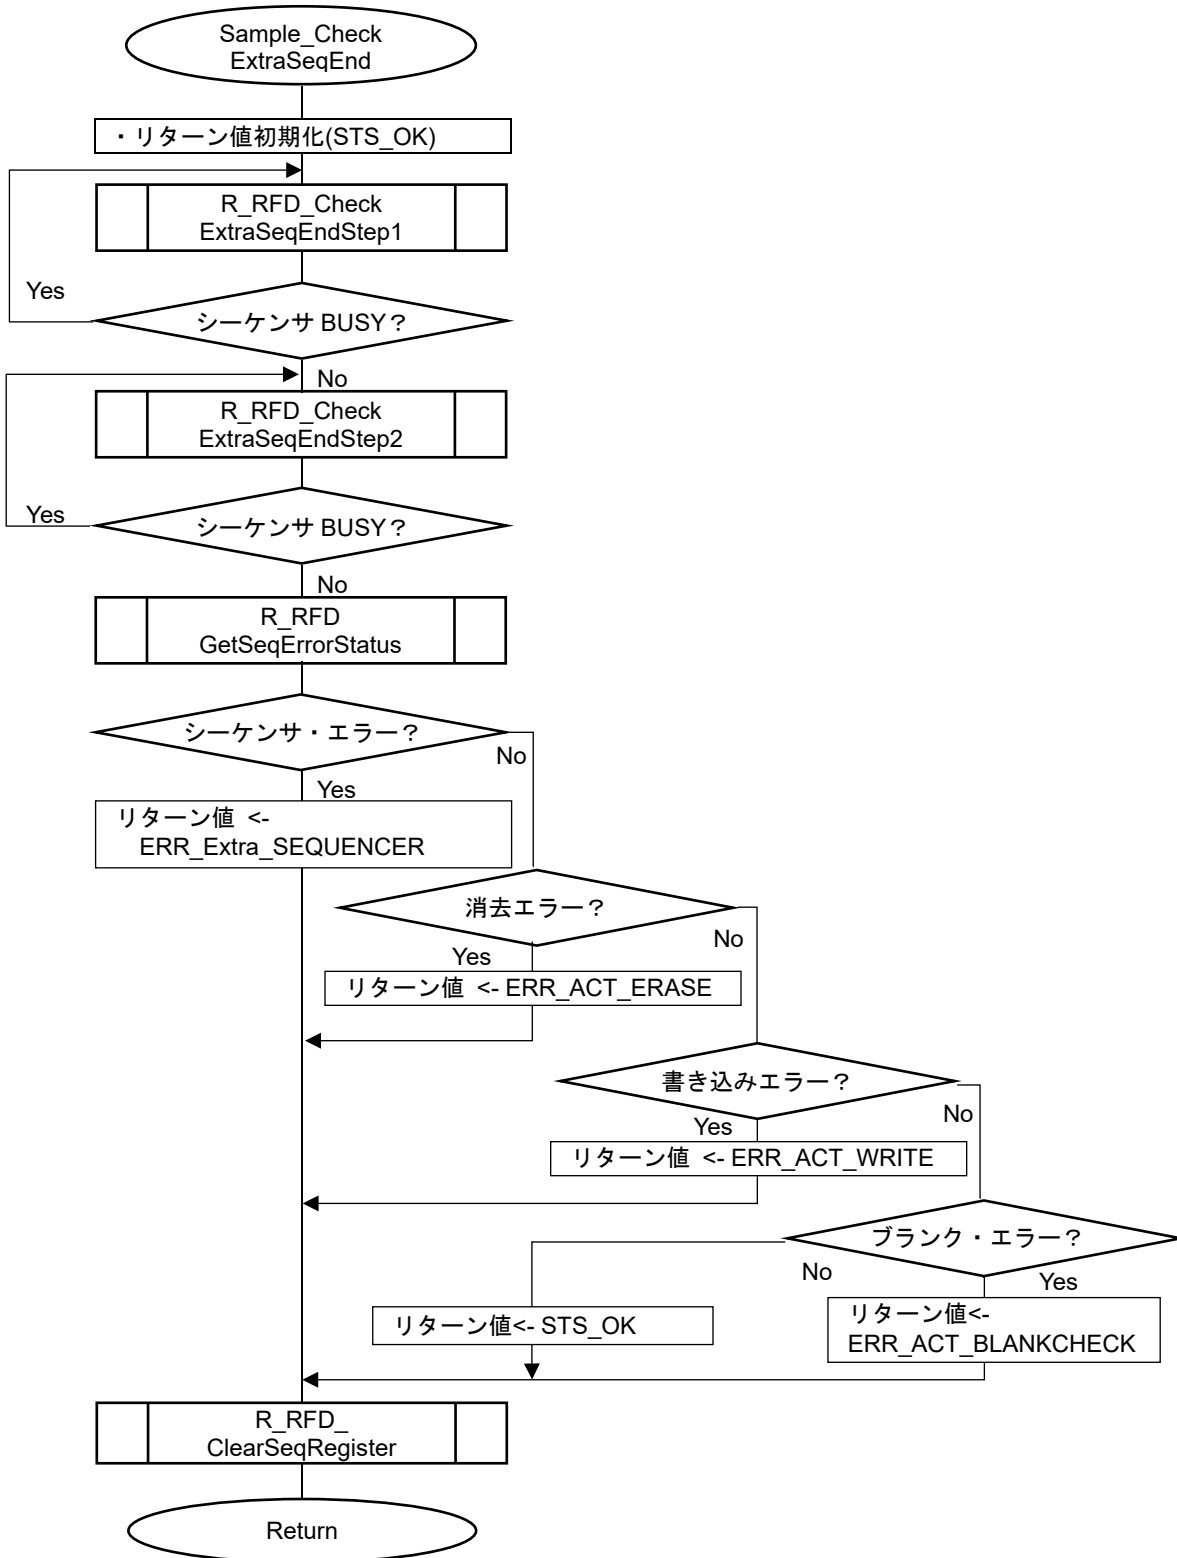 Sample_Check
ExtraSeqEnd
・リターン値初期化(STS_OK)
R_RFD_Check
ExtraSeqEndStep1
Yes
シーケンサ BUSY？
No
R_RFD_Check
ExtraSeqEndStep2
Yes
シーケンサ BUSY？
No
R_RFD
GetSeqErrorStatus
シーケンサ・エラー？
No
Yes
リターン値 <-
ERR_Extra_SEQUENCER
消去エラー？
No
Yes
リターン値 <- ERR_ACT_ERASE
書き込みエラー？
No
Yes
リターン値 <- ERR_ACT_WRITE
ブランク・エラー？
No
Yes
リターン値<- STS_OK
リターン値<-
ERR_ACT_BLANKCHECK
R_RFD_
ClearSeqRegister
Return